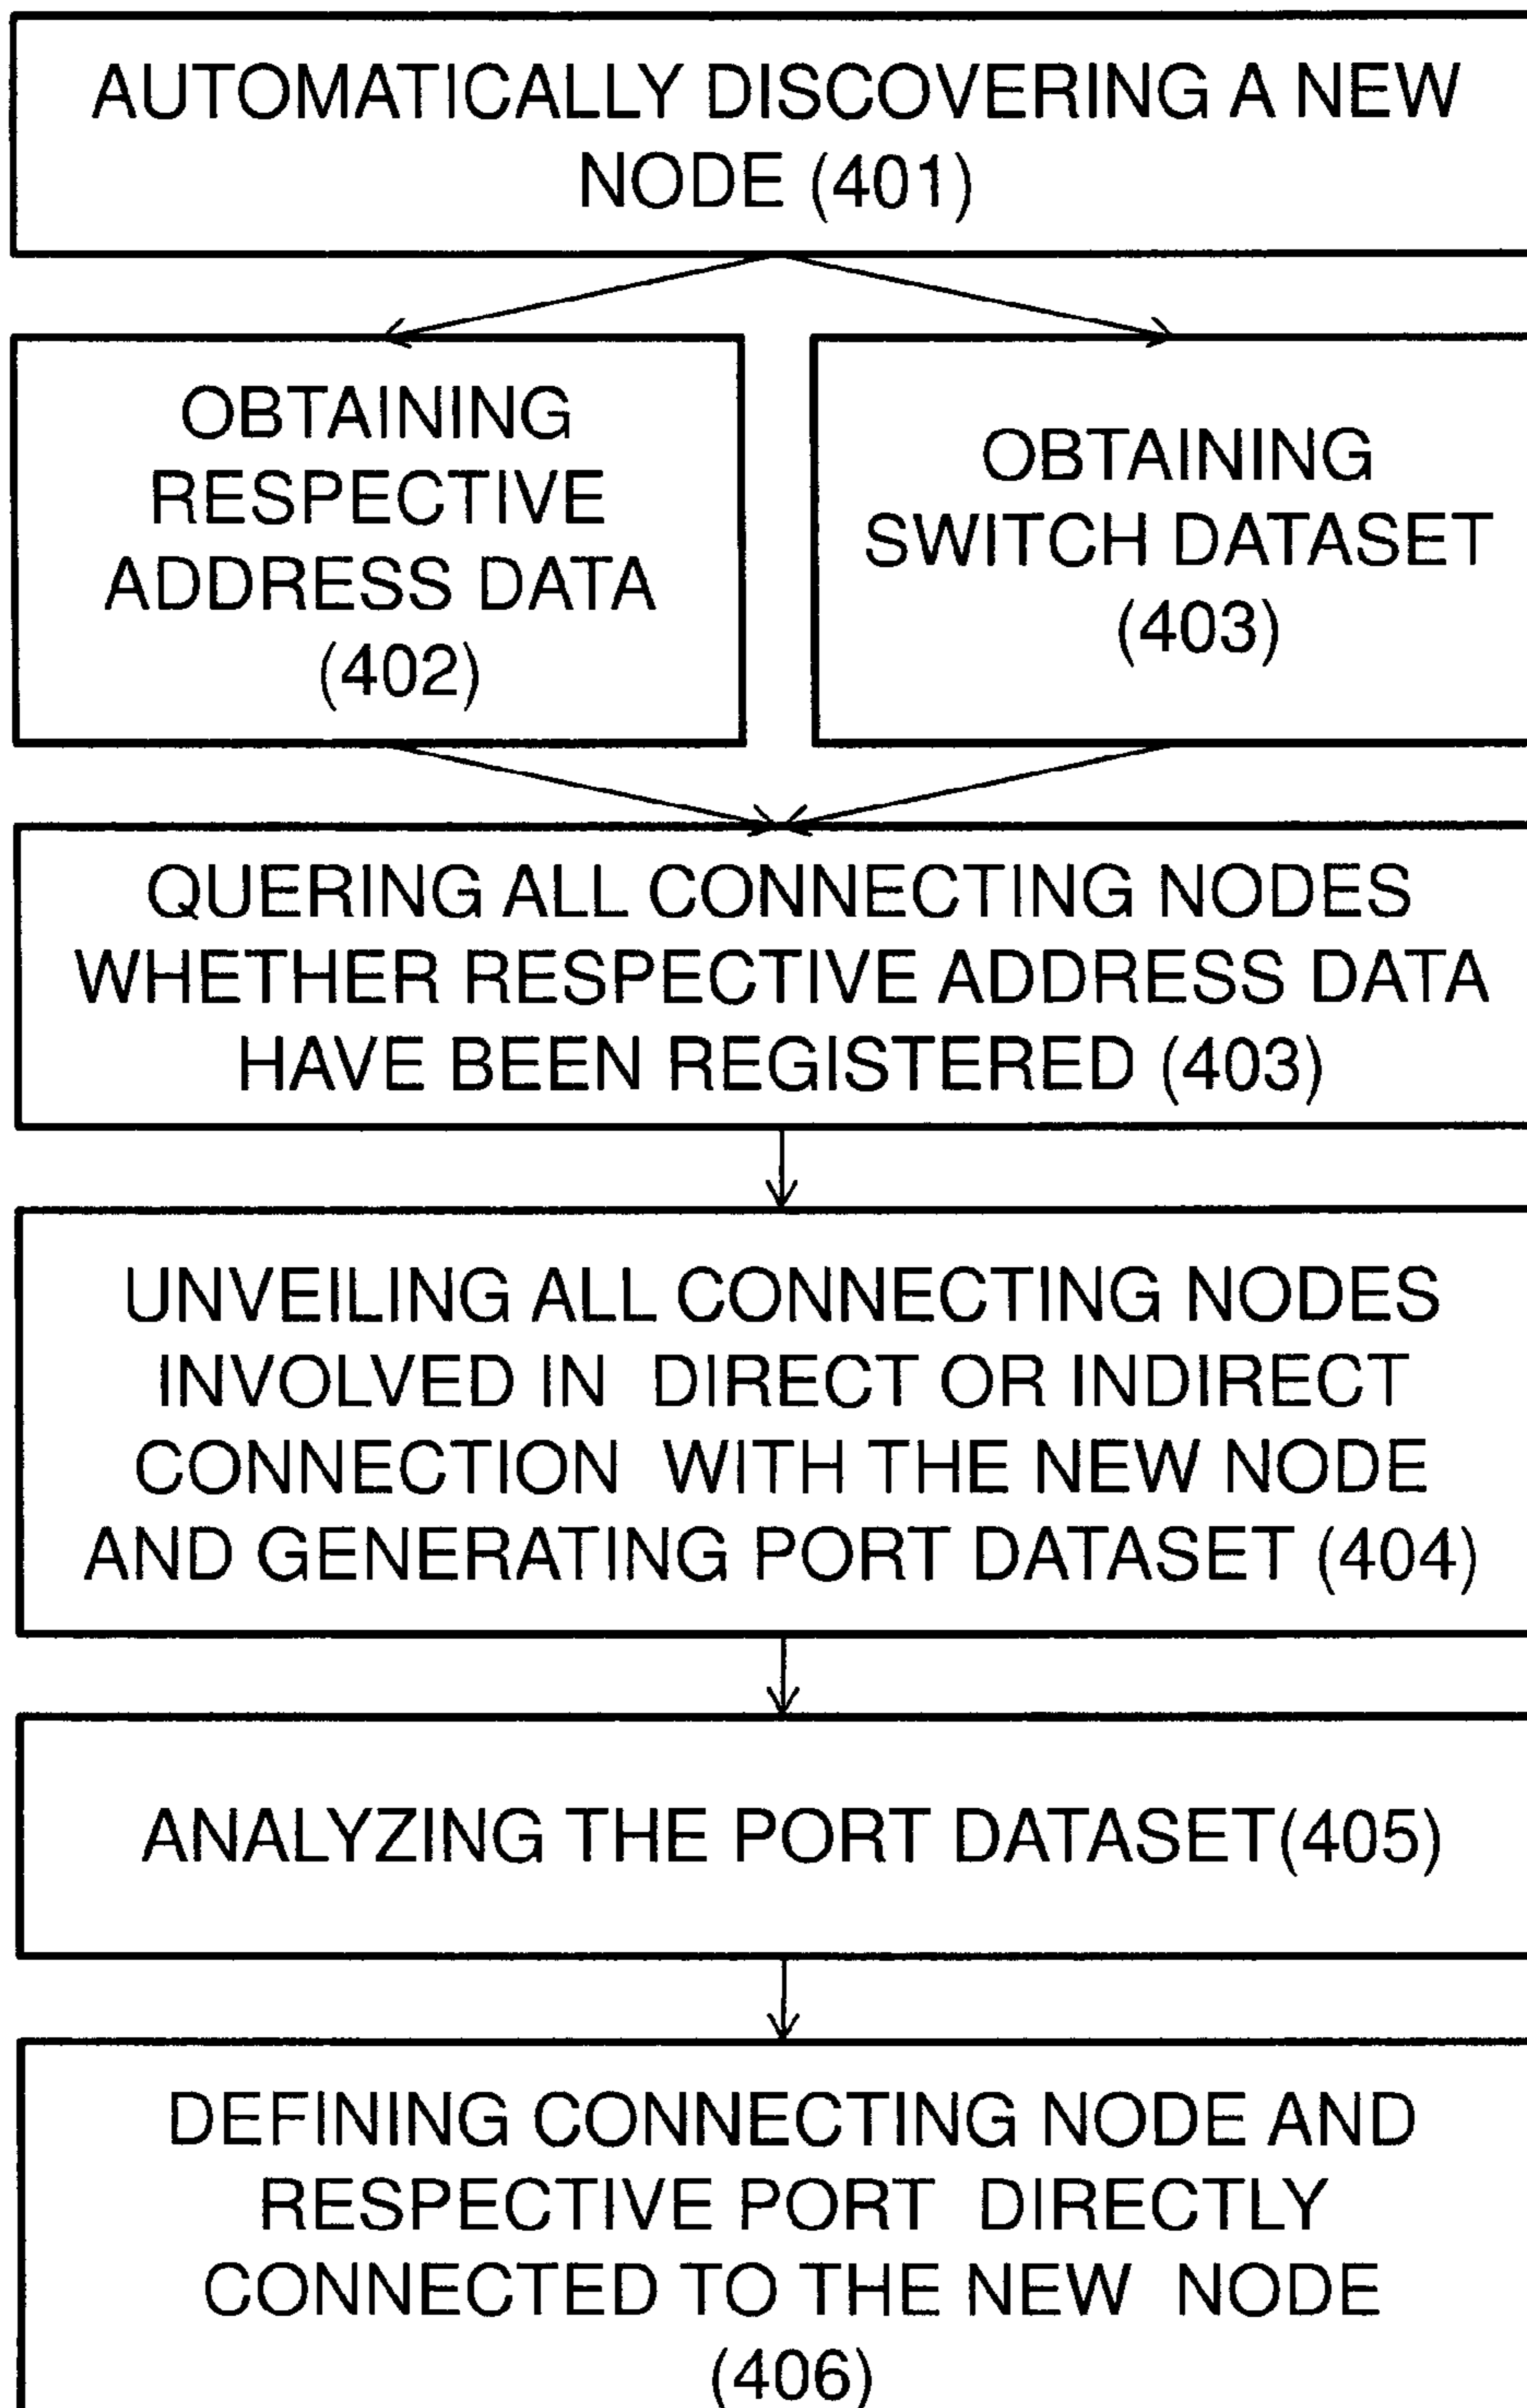 AUTOMATICALLY DISCOVERING A NEW
NODE (401)
OBTAINING
RESPECTIVE
ADDRESS DATA
(402)
OBTAINING
SWITCH DATASET
(403)
QUERING ALL CONNECTING NODES
WHETHER RESPECTIVE ADDRESS DATA
HAVE BEEN REGISTERED (403)
UNVEILING ALL CONNECTING NODES
INVOLVED IN DIRECT OR INDIRECT
CONNECTION WITH THE NEW NODE
AND GENERATING PORT DATASET (404)
ANALYZING THE PORT DATASET(405)
DEFINING CONNECTING NODE AND
RESPECTIVE PORT DIRECTLY
CONNECTED TO THE NEW NODE
(406)